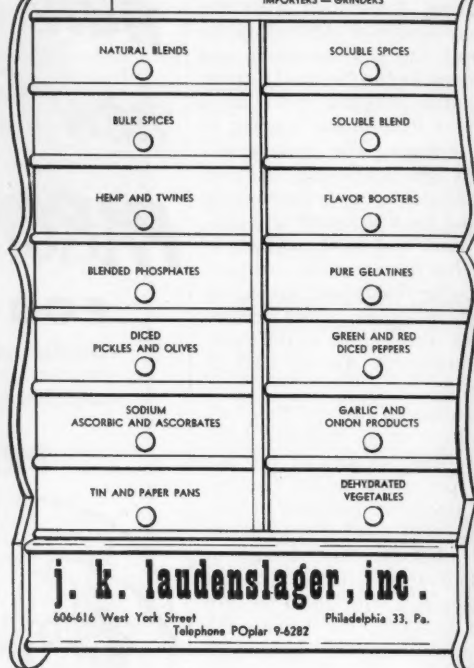 IMPORTERS — GRINDERS
NATURAL BLENDS
SOLUBLE SPICES
BULK SPICES
SOLUBLE BLEND
HEMP AND TWINES
FLAVOR BOOSTERS
BLENDED PHOSPHATES
PURE GELATINES
DICED
PICKLES AND OLIVES
GREEN AND RED
DICED PEPPERS
SODIUM
ASCORBIC AND ASCORBATES
GARLIC AND
ONION PRODUCTS
TIN AND PAPER PANS
DEHYDRATED
VEGETABLES
j. k. laudenslager, inc.
606-616 West York Street Philadelphia 33, Pa.
Telephone POplar 9-6282